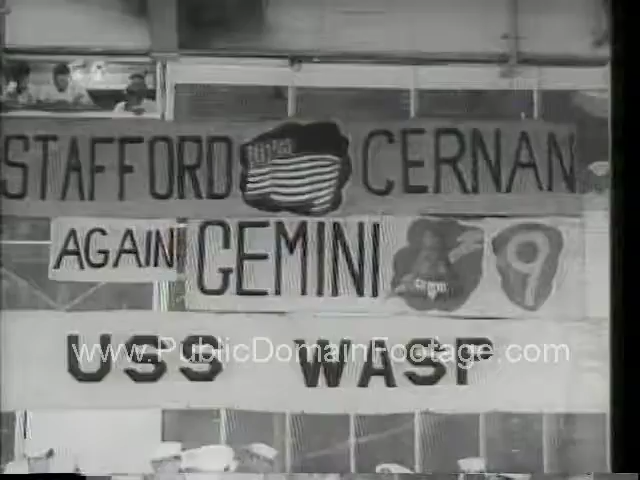 STAFFORD CERNAN
AGAIN GEMINI 9
USS WASP
www.PublicDomainFootage.com